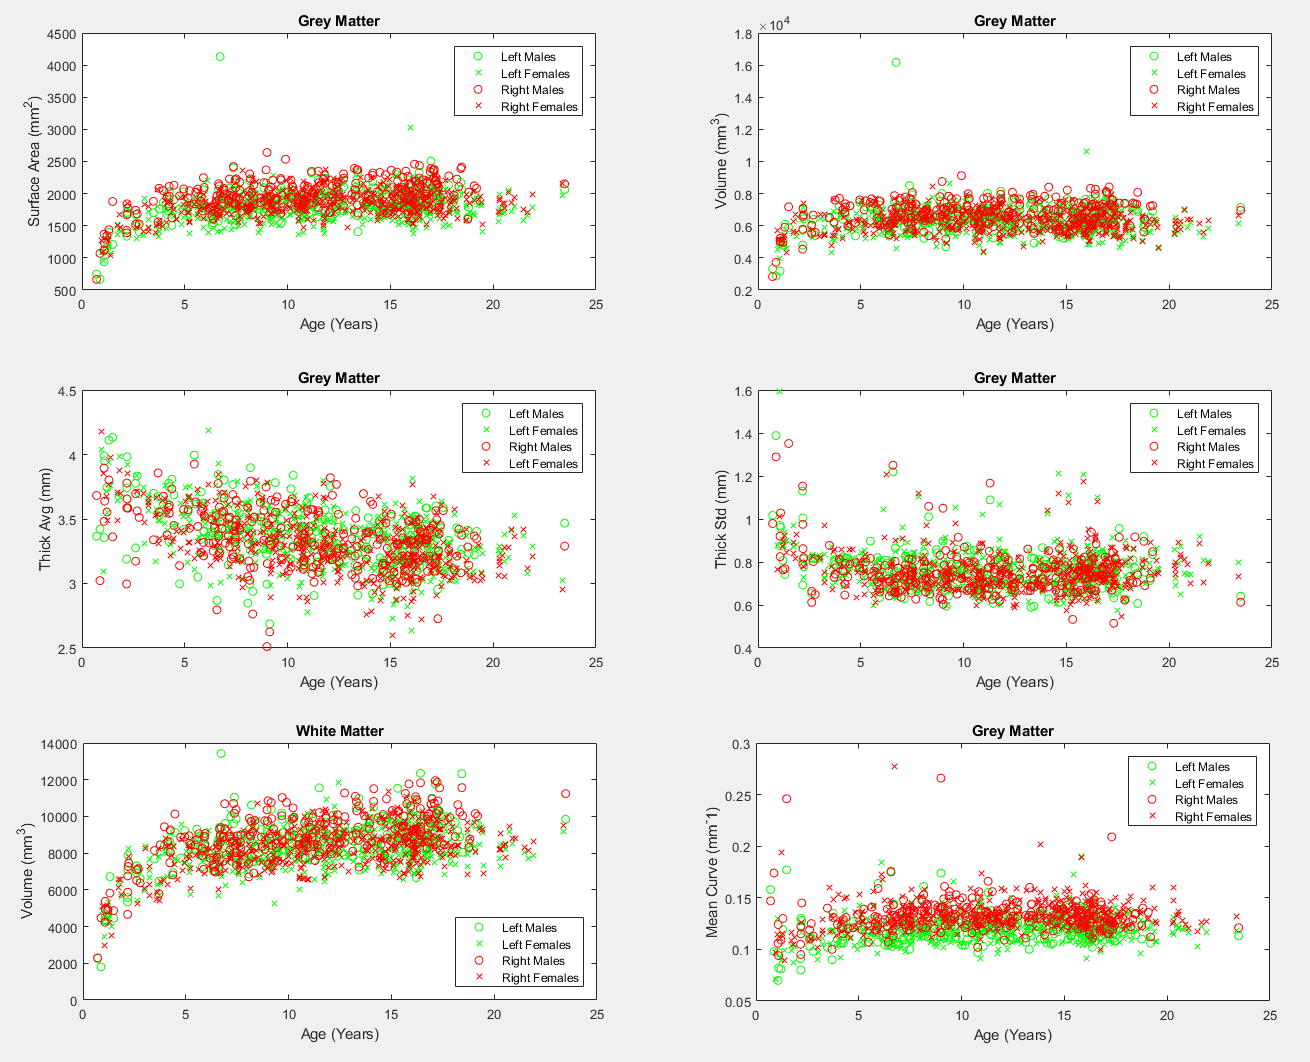 Grey Matter
4500
4000
3500
3000
2500
2000
1500
1000
500
0
5
10
15
20
25
Surface Area (mm2)
Age (Years)
Left Males
Left Females
Right Males
Right Females
Grey Matter
×10^4
1.8
1.6
1.4
1.2
1
0.8
0.6
0.4
0.2
0
5
10
15
20
25
Volume (mm3)
Age (Years)
Left Males
Left Females
Right Males
Right Females
Grey Matter
4.5
4
3.5
3
2.5
0
5
10
15
20
25
Thick Avg (mm)
Age (Years)
Left Males
Left Females
Right Males
Left Females
Grey Matter
1.6
1.4
1.2
1
0.8
0.6
0.4
0
5
10
15
20
25
Thick Std (mm)
Age (Years)
Left Males
Left Females
Right Males
Right Females
White Matter
14000
12000
10000
8000
6000
4000
2000
0
0
5
10
15
20
25
Volume (mm3)
Age (Years)
Left Males
Left Females
Right Males
Right Females
Grey Matter
0.3
0.25
0.2
0.15
0.1
0.05
0
5
10
15
20
25
Mean Curve (mm-1)
Age (Years)
Left Males
Left Females
Right Males
Right Females